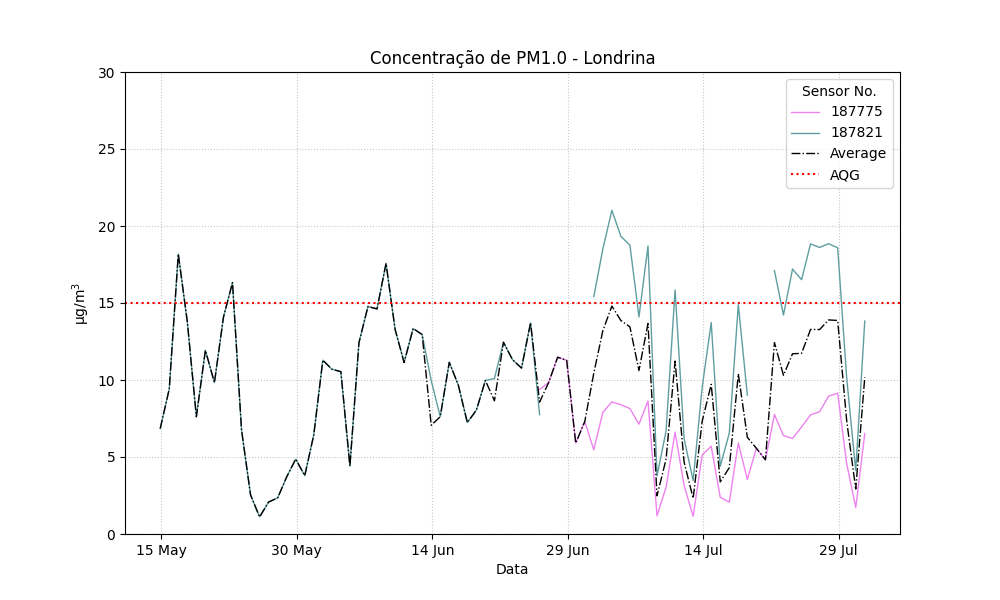 Concentração de PM1.0 - Londrina
Sensor No.
187775
187821
Average
AQG
µg/m³
30
25
20
15
10
5
0
15 May
30 May
14 Jun
29 Jun
14 Jul
29 Jul
Data